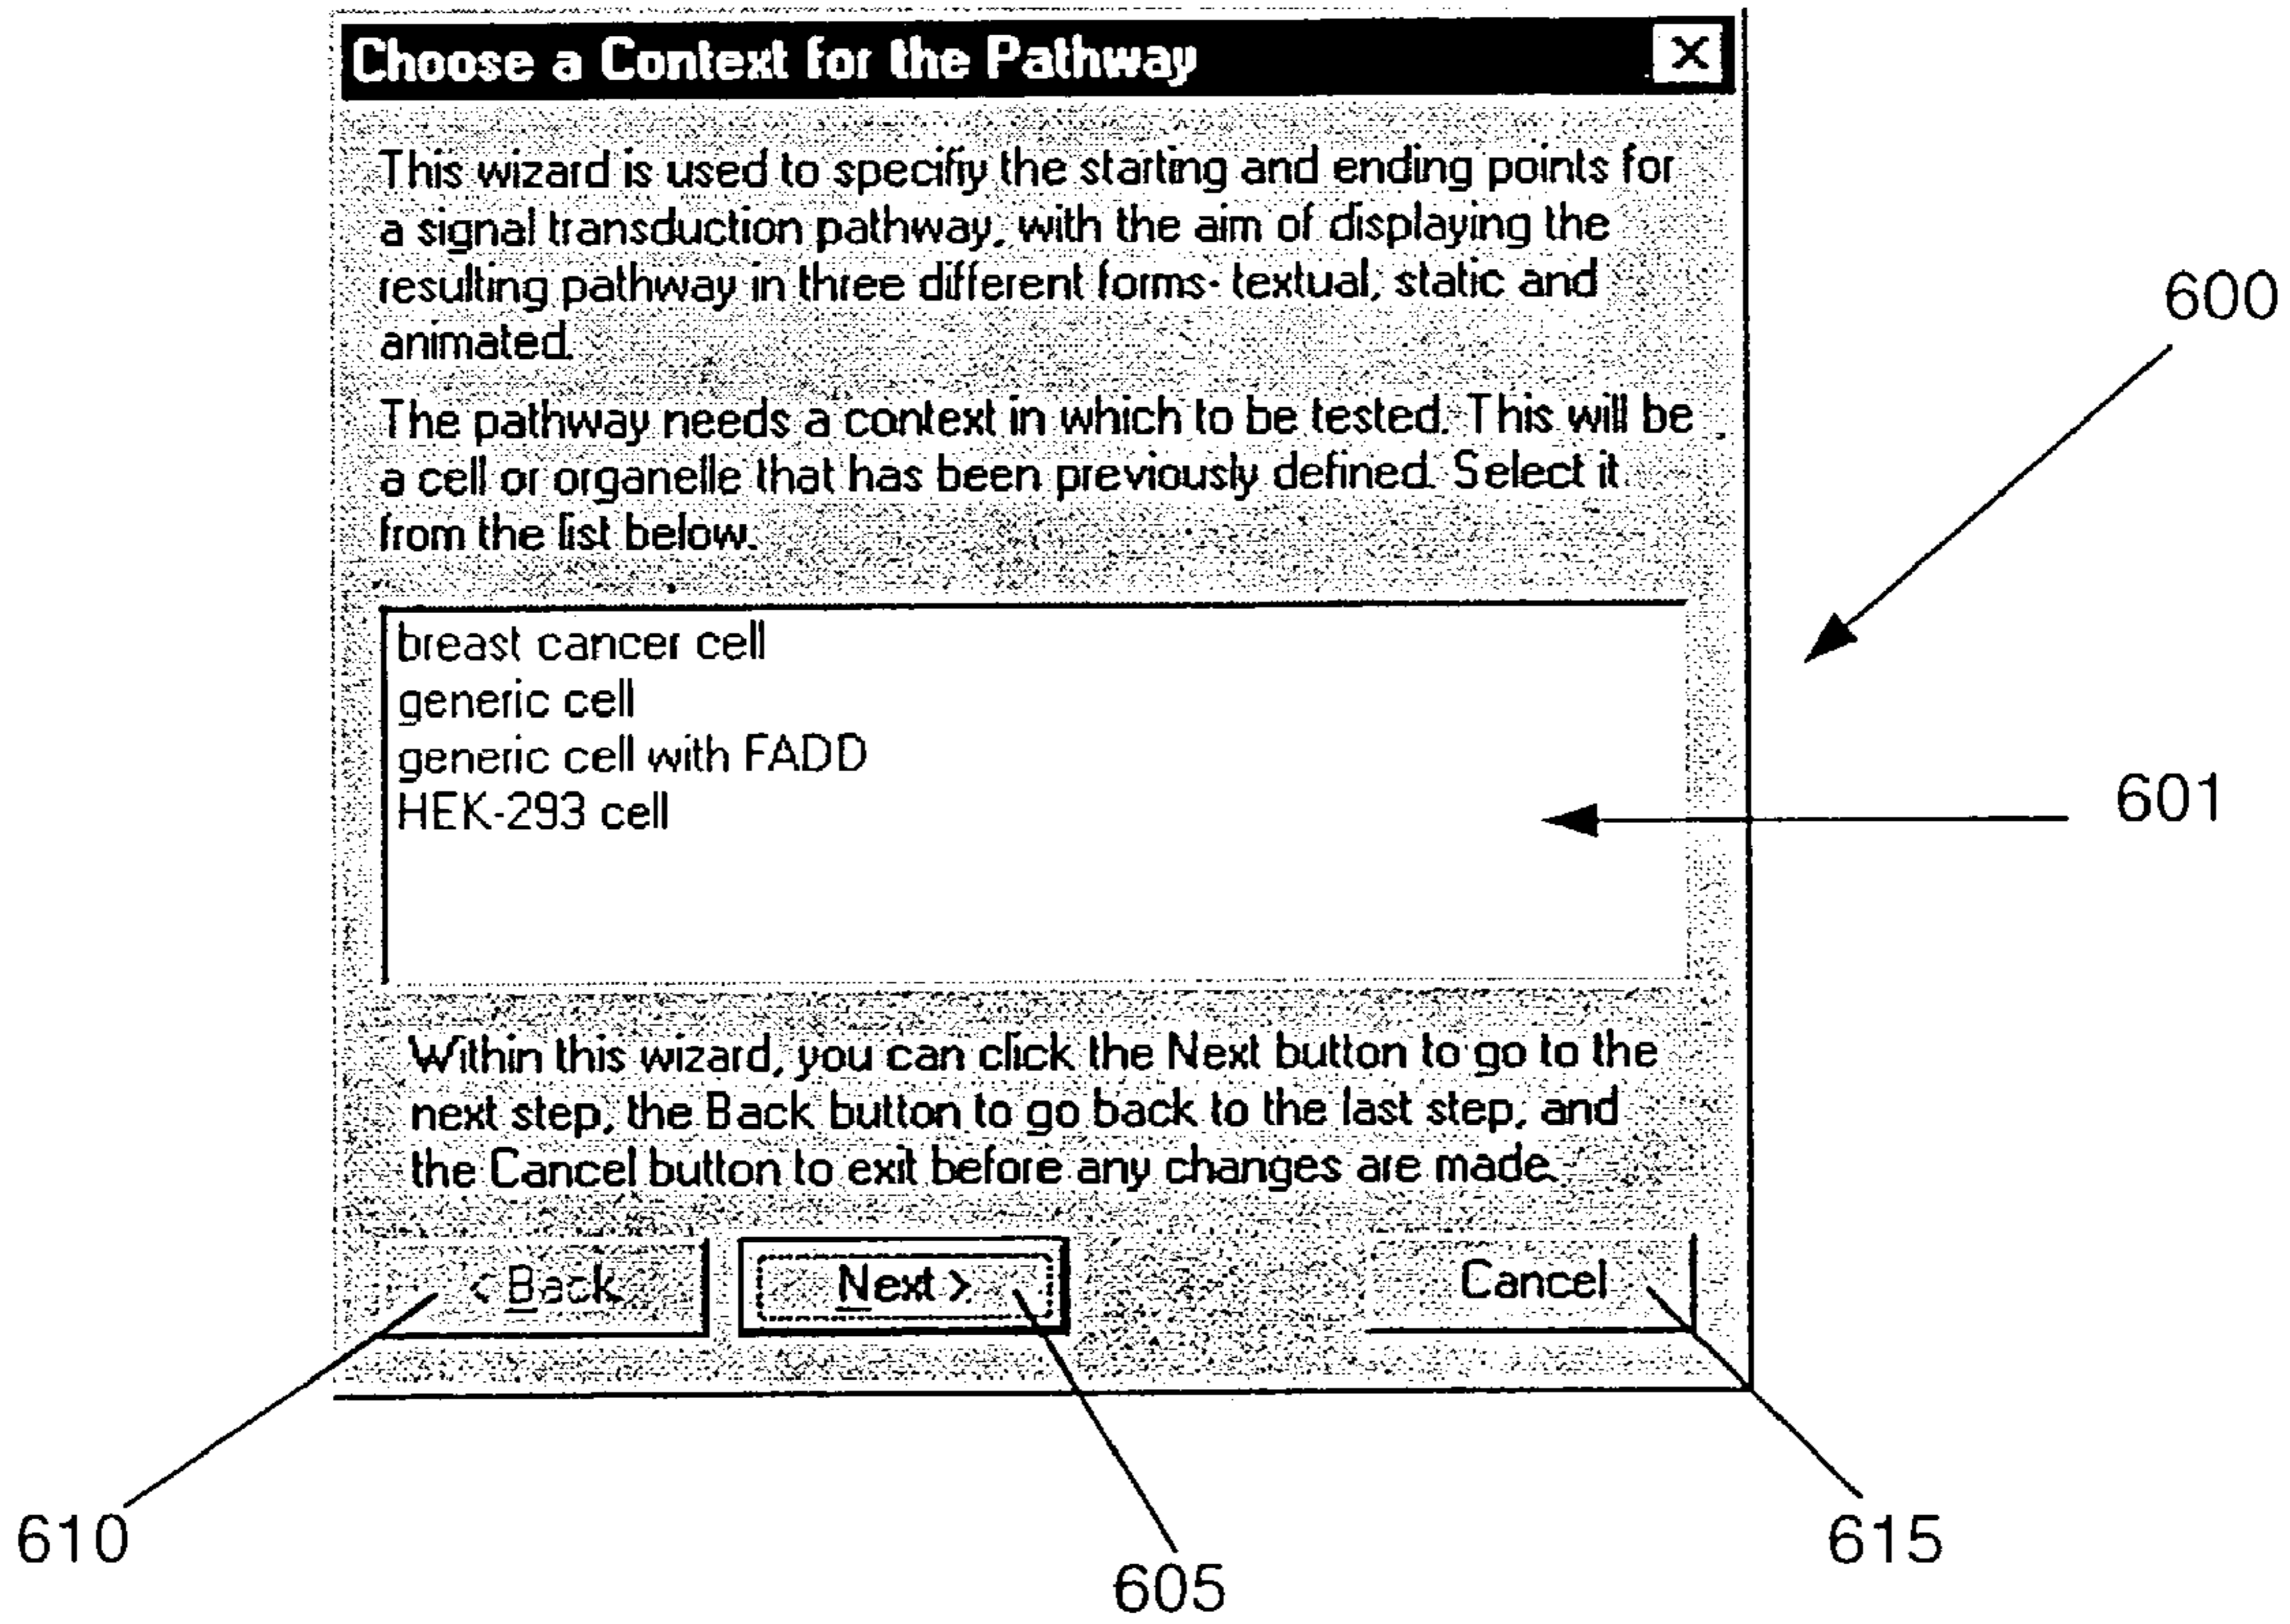 Choose a Context for the Pathway
This wizard is used to specifiy the starting and ending points for
a signal transduction pathway, with the aim of displaying the
resulting pathway in three different forms- textual, static and
animated.
The pathway needs a context in which to be tested. This will be
a cell or organelle that has been previously defined. Select it
from the list below.
breast cancer cell
generic cell
generic cell with FADD
HEK-293 cell
Within this wizard, you can click the Next button to go to the
next step, the Back button to go back to the last step, and
the Cancel button to exit before any changes are made.
< Back
Next >
Cancel
600
601
610
605
615